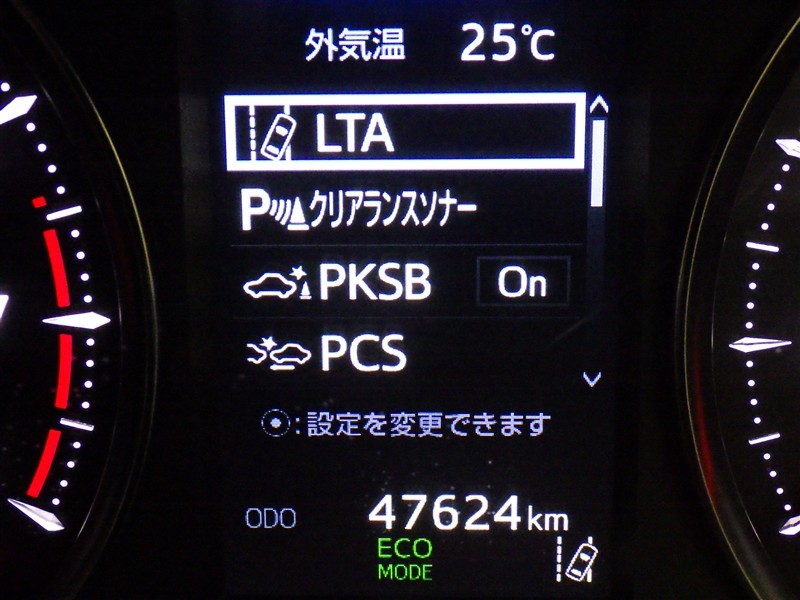 外気温 25℃
LTA
Pクリアランスソナー
PKSB On
PCS
:設定を変更できます
ODO 47624km
ECO
MODE